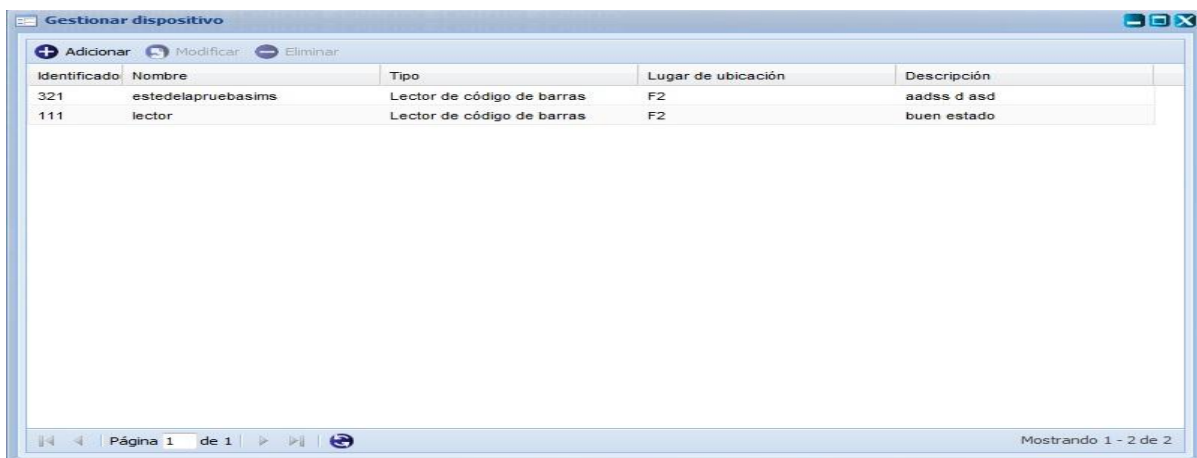 Gestionar dispositivo
Adicionar Modificar Eliminar
Identificado Nombre Tipo Lugar de ubicación Descripción
321 estedelapruebasims Lector de código de barras F2 aadss d asd
111 lector Lector de código de barras F2 buen estado
Página 1 de 1 Mostrando 1 - 2 de 2